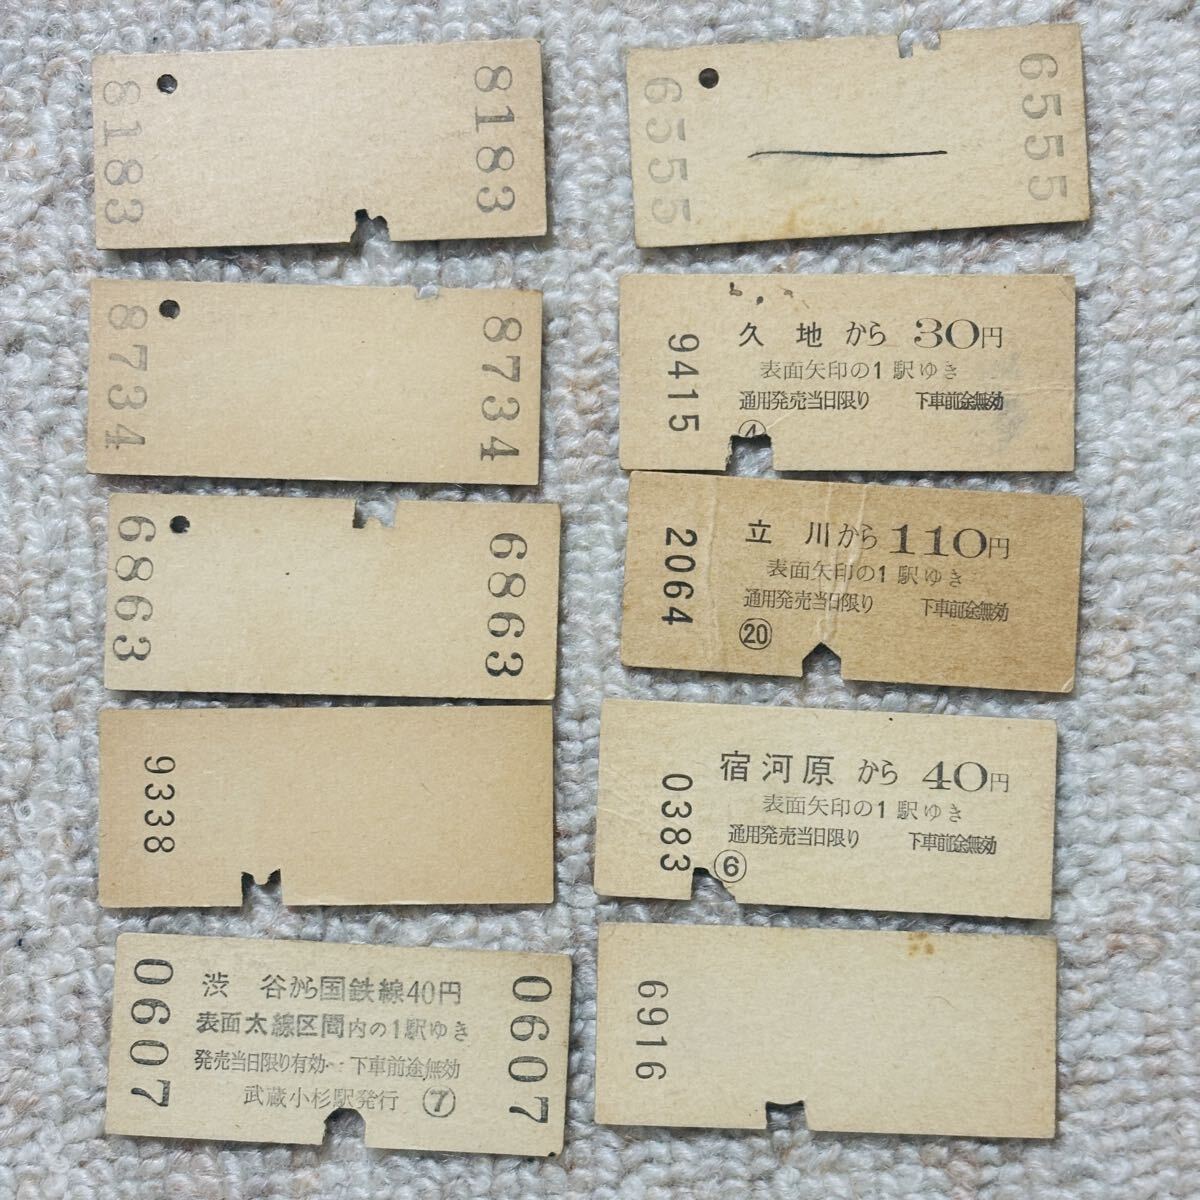 8183
8183
8734
8734
6863
6863
9338
0607
渋谷から国鉄線40円
表面太線区間内の1駅ゆき
発売当日限り有効‥下車前途無効
武蔵小杉駅発行 ⑦
0607
6555
6555
9415
久地から 30円
表面矢印の1駅ゆき
通用発売当日限り 下車前途無効
④
2064
立川から 110円
表面矢印の1駅ゆき
通用発売当日限り 下車前途無効
⑳
0383
宿河原から 40円
表面矢印の1駅ゆき
通用発売当日限り 下車前途無効
⑥
6916